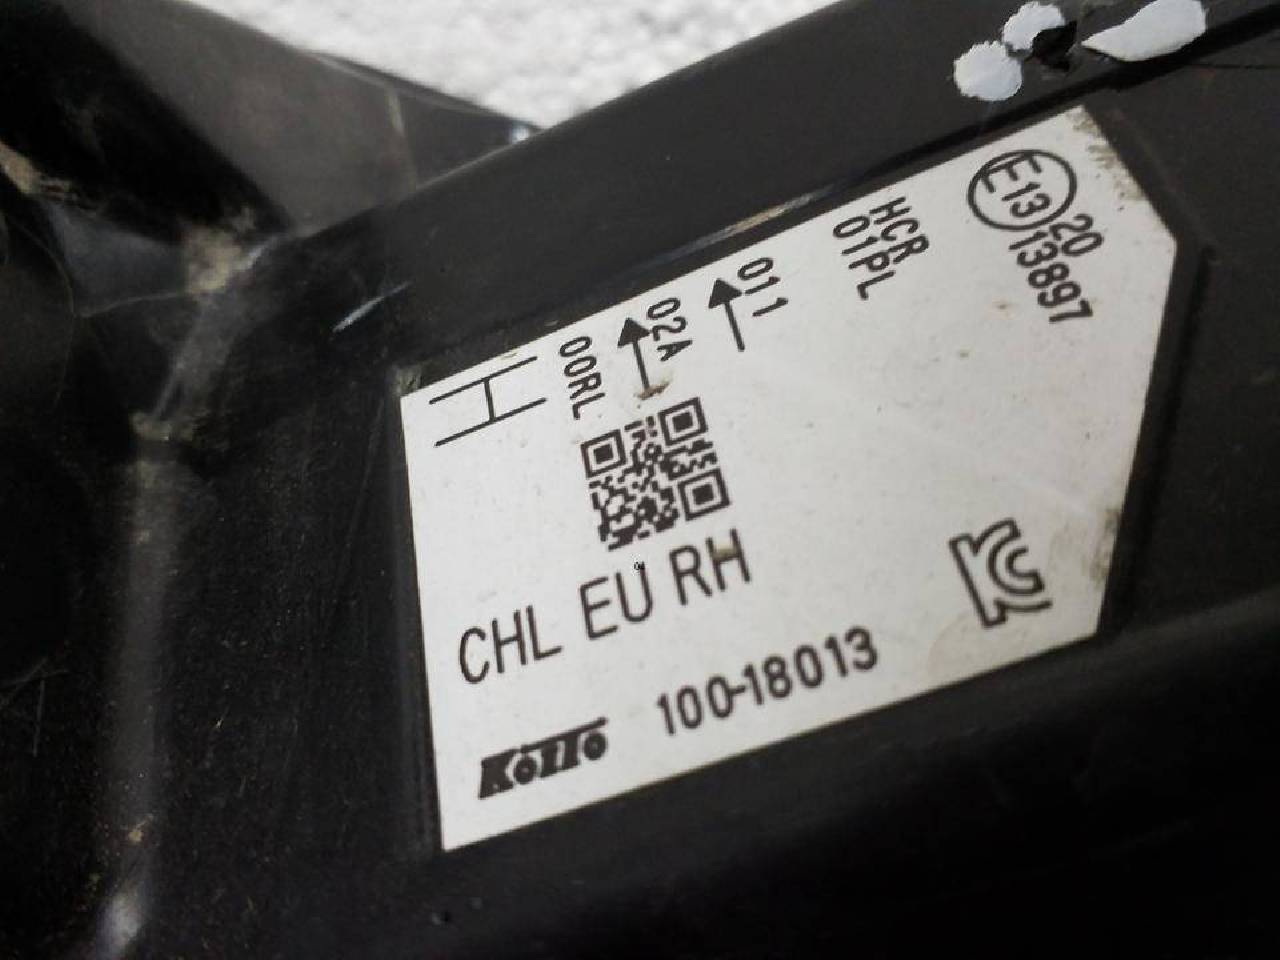 E13
20
13897
HCR
01PL
011
02A
00RL
CHL EU RH
KOITO 100-18013